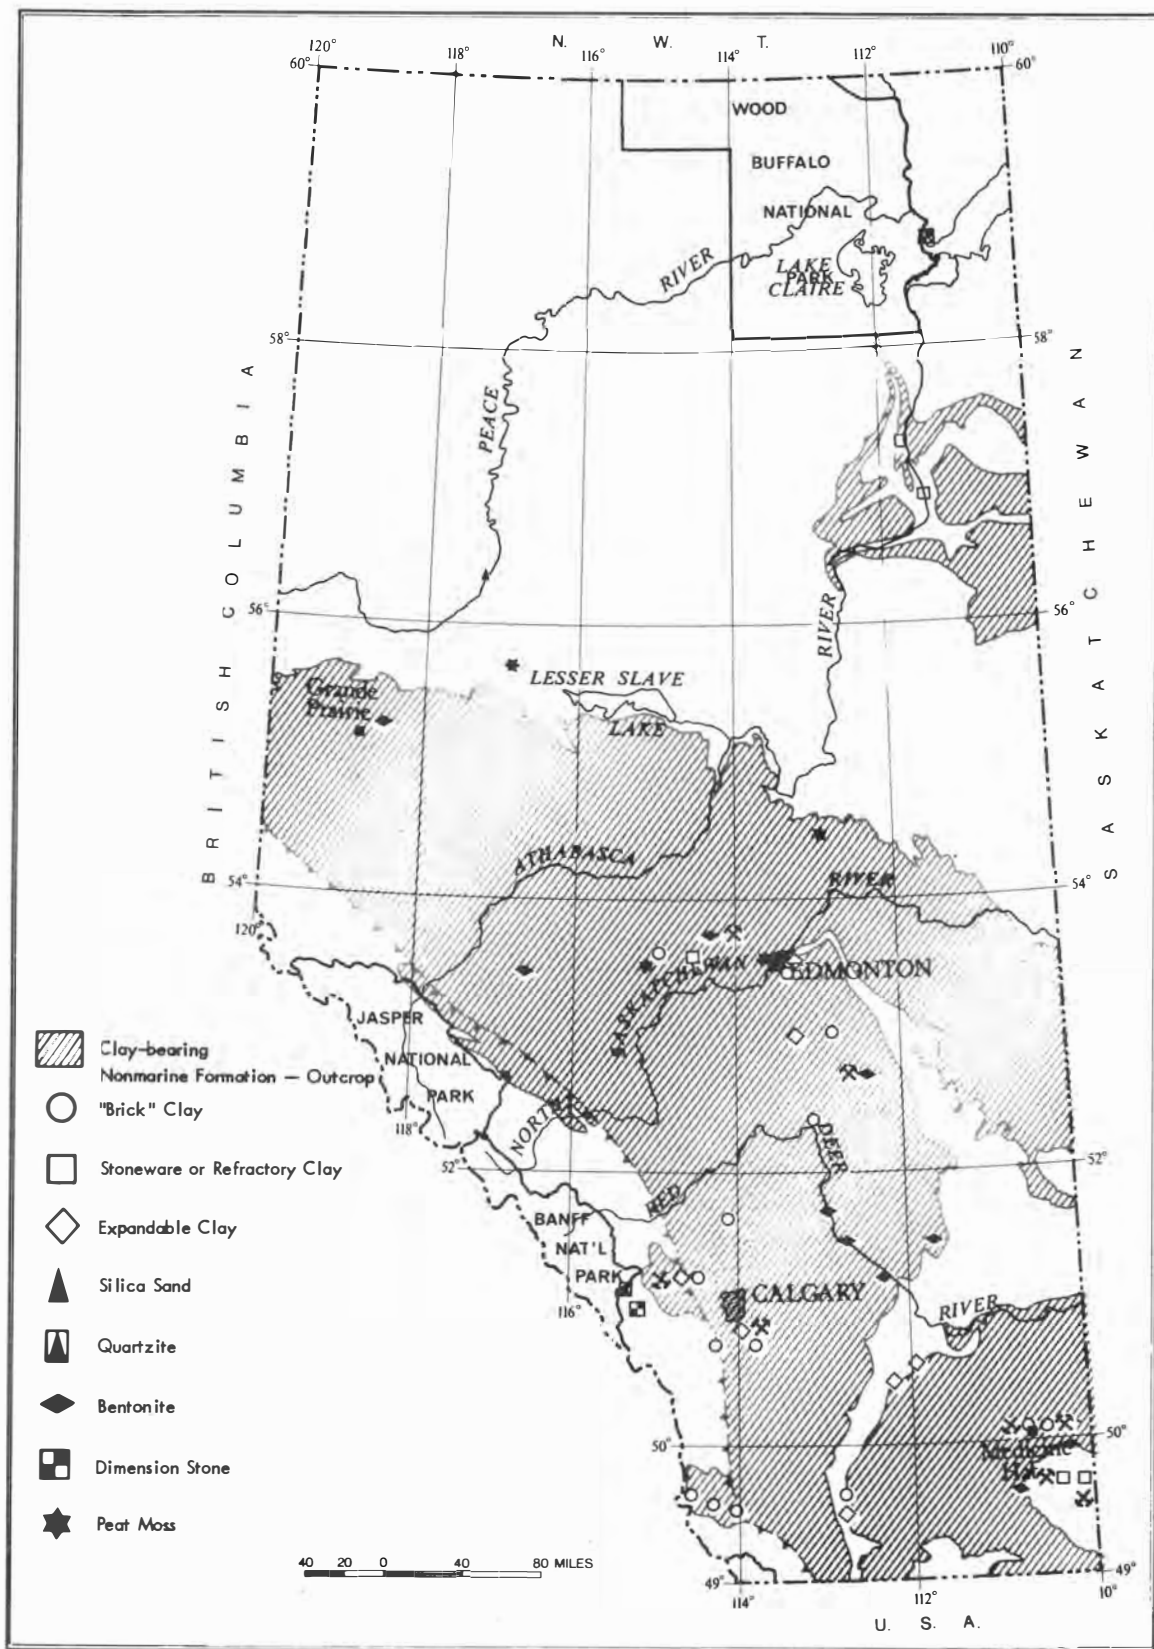 N. W. T.
120°
118°
116°
114°
112°
110°
60°
60°
WOOD
BUFFALO
NATIONAL
PARK
LAKE
CLAIRE
RIVER
PEACE
58°
58°
BRITISH COLUMBIA
SASKATCHEWAN
56°
56°
RIVER
LESSER SLAVE
LAKE
Grande
Prairie
ATHABASCA
54°
54°
RIVER
120°
EDMONTON
SASKATCHEWAN
NORTH
JASPER
NATIONAL
PARK
118°
52°
52°
RED
DEER
RIVER
BANFF
NAT'L
PARK
116°
CALGARY
50°
50°
Medicine
Hat
49°
49°
114°
112°
10°
U. S. A.
Clay-bearing
Nonmarine Formation — Outcrop
"Brick" Clay
Stoneware or Refractory Clay
Expandable Clay
Silica Sand
Quartzite
Bentonite
Dimension Stone
Peat Moss
40 20 0 40 80 MILES